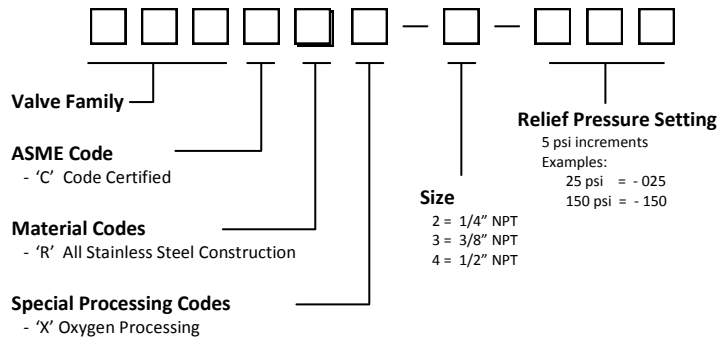 Valve Family
ASME Code
- 'C' Code Certified
Material Codes
- 'R' All Stainless Steel Construction
Special Processing Codes
- 'X' Oxygen Processing
Size
2 = 1/4" NPT
3 = 3/8" NPT
4 = 1/2" NPT
Relief Pressure Setting
5 psi increments
Examples:
25 psi = - 025
150 psi = - 150